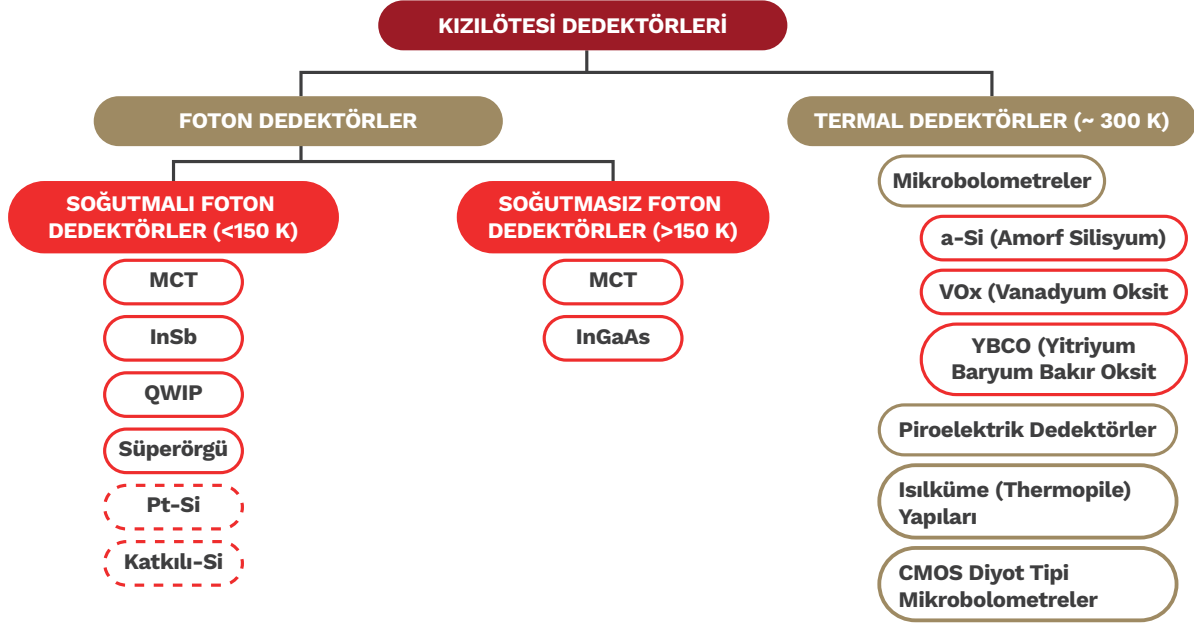 KIZILÖTESİ DEDEKTÖRLERİ
FOTON DEDEKTÖRLER
TERMAL DEDEKTÖRLER (~ 300 K)
SOĞUTMALI FOTON
DEDEKTÖRLER (<150 K)
MCT
InSb
QWIP
Süperörgü
Pt-Si
Katkılı-Si
SOĞUTMASIZ FOTON
DEDEKTÖRLER (>150 K)
MCT
InGaAs
Mikrobolometreler
a-Si (Amorf Silisyum)
VOx (Vanadyum Oksit
YBCO (Yitriyum
Baryum Bakır Oksit
Piroelektrik Dedektörler
Isılküme (Thermopile)
Yapıları
CMOS Diyot Tipi
Mikrobolometreler